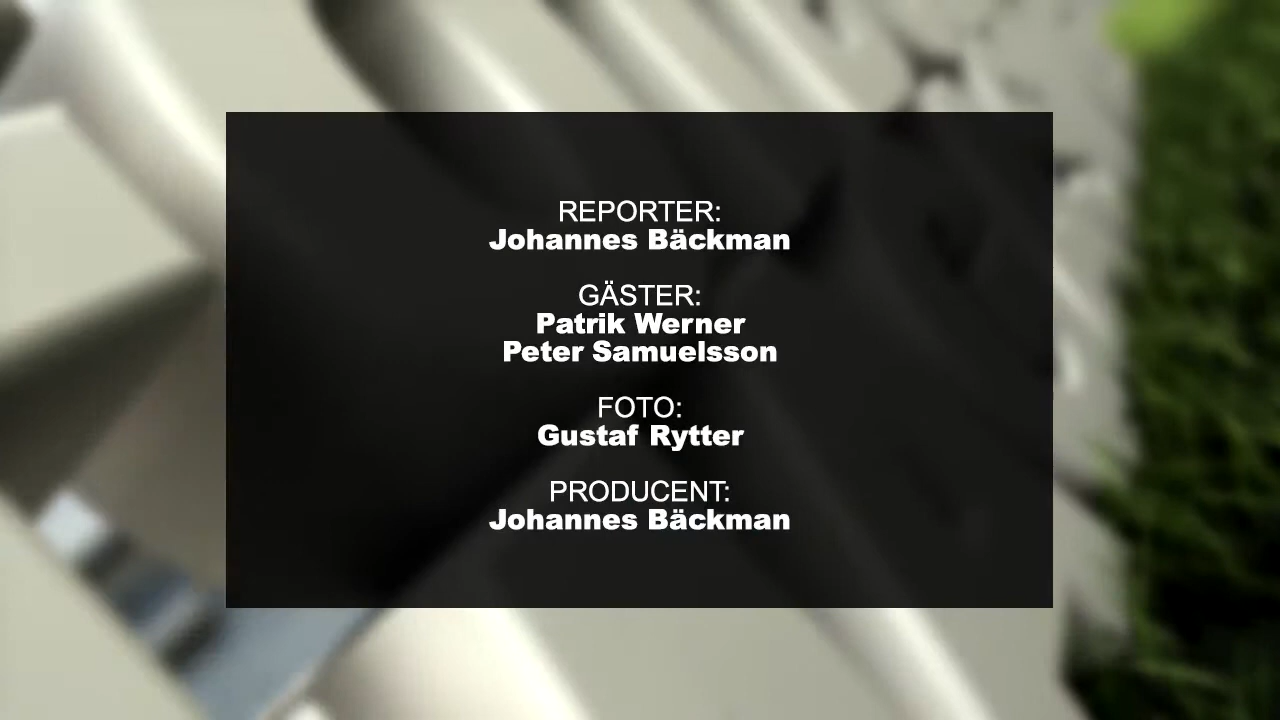 REPORTER:
Johannes Bäckman
GÄSTER:
Patrik Werner
Peter Samuelsson
FOTO:
Gustaf Rytter
PRODUCENT:
Johannes Bäckman